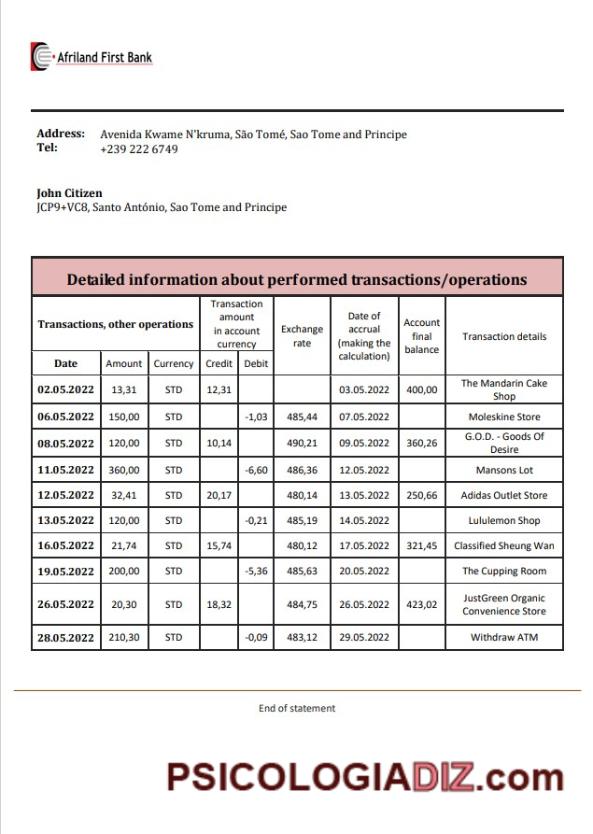 Afriland First Bank
Address: Avenida Kwame N'kruma, São Tomé, Sao Tome and Principe
Tel: +239 222 6749
John Citizen
JCP9+VC8, Santo António, Sao Tome and Principe
Detailed information about performed transactions/operations
Transactions, other operations
Transaction
amount
in account
currency
Exchange
rate
Date of
accrual
(making the
calculation)
Account
final
balance
Transaction details
Date Amount Currency Credit Debit
02.05.2022 13,31 STD 12,31 03.05.2022 400,00 The Mandarin Cake
Shop
06.05.2022 150,00 STD -1,03 485,44 07.05.2022 Moleskine Store
08.05.2022 120,00 STD 10,14 490,21 09.05.2022 360,26 G.O.D. - Goods Of
Desire
11.05.2022 360,00 STD -6,60 486,36 12.05.2022 Mansons Lot
12.05.2022 32,41 STD 20,17 480,14 13.05.2022 250,66 Adidas Outlet Store
13.05.2022 120,00 STD -0,21 485,19 14.05.2022 Lululemon Shop
16.05.2022 21,74 STD 15,74 480,12 17.05.2022 321,45 Classified Sheung Wan
19.05.2022 200,00 STD -5,36 485,63 20.05.2022 The Cupping Room
26.05.2022 20,30 STD 18,32 484,75 26.05.2022 423,02 JustGreen Organic
Convenience Store
28.05.2022 210,30 STD -0,09 483,12 29.05.2022 Withdraw ATM
End of statement
PSICOLOGIADIZ.com